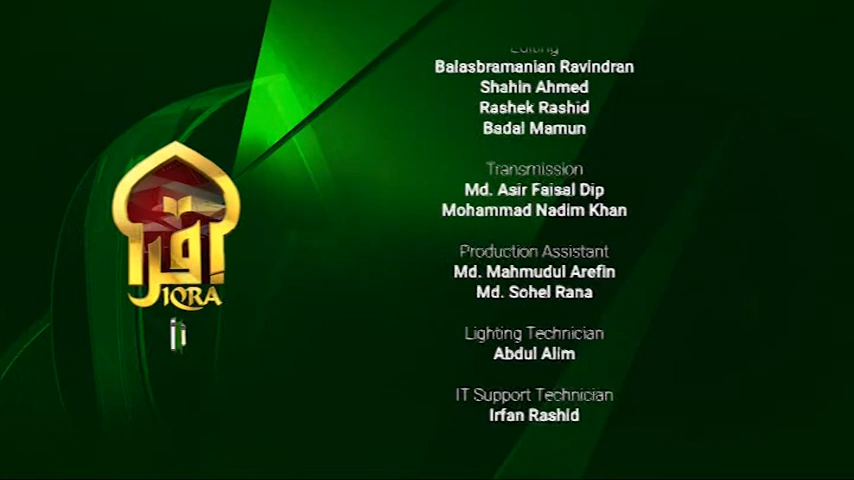 Editing
Balasbramanian Ravindran
Shahin Ahmed
Rashek Rashid
Badal Mamun
Transmission
Md. Asir Faisal Dip
Mohammad Nadim Khan
Production Assistant
Md. Mahmudul Arefin
Md. Sohel Rana
Lighting Technician
Abdul Alim
IT Support Technician
Irfan Rashid
اقرأ
IQRA